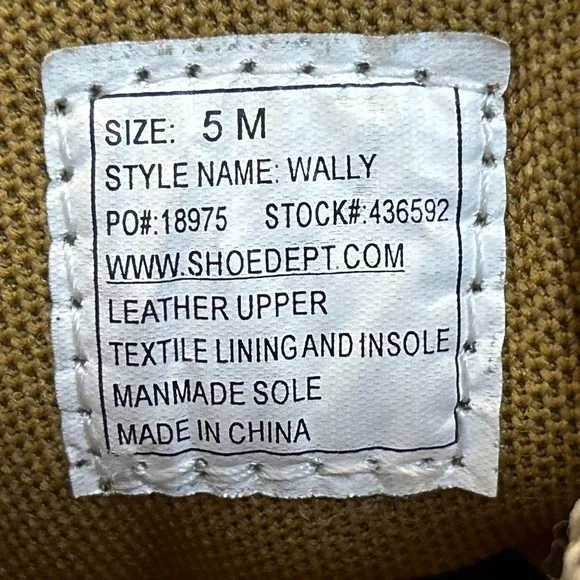 SIZE: 5 M
STYLE NAME: WALLY
PO#:18975 STOCK#:436592
WWW.SHOEDEPT.COM
LEATHER UPPER
TEXTILE LINING AND INSOLE
MANMADE SOLE
MADE IN CHINA